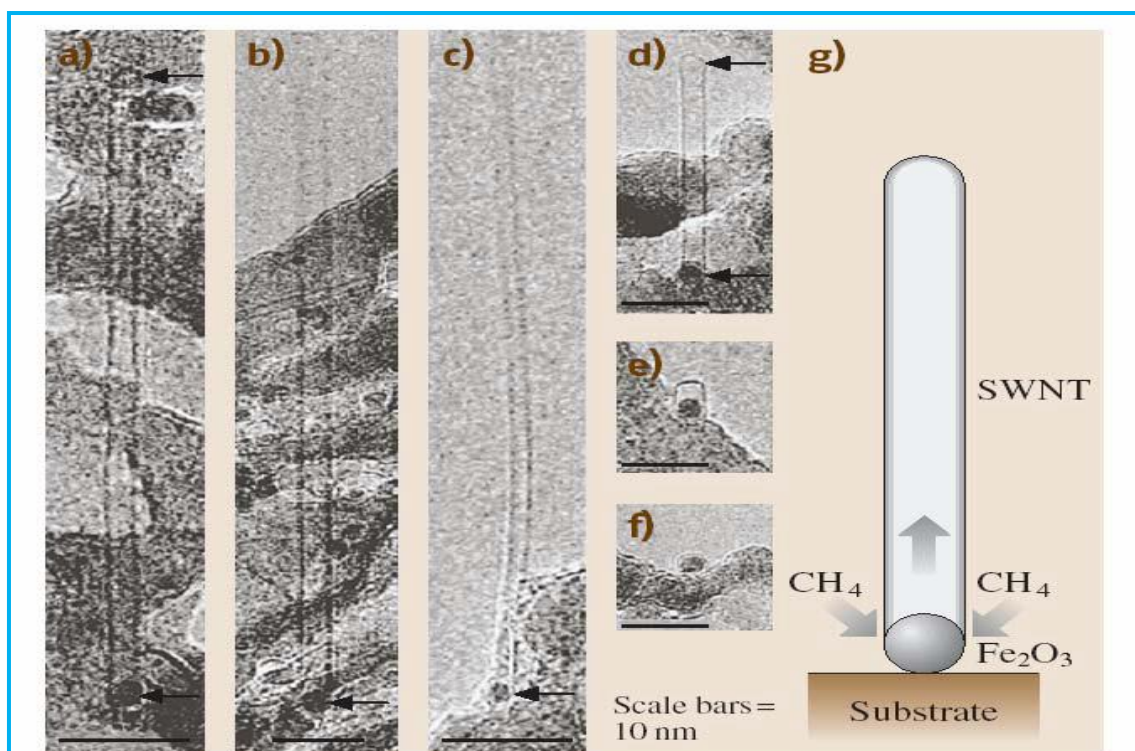 a)
b)
c)
d)
e)
f)
g)
SWNT
CH₄
CH₄
Fe₂O₃
Substrate
Scale bars =
10 nm